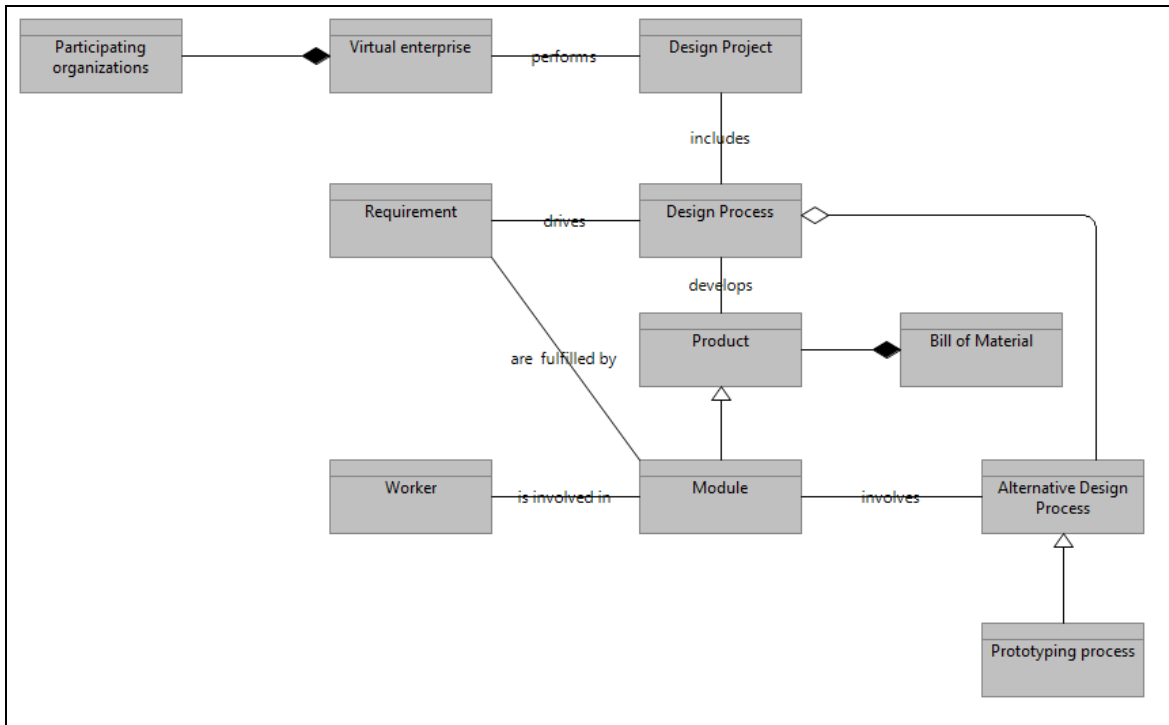 Participating
organizations
Virtual enterprise
performs
Design Project
includes
Requirement
drives
Design Process
develops
Product
Bill of Material
are fulfilled by
Worker
is involved in
Module
involves
Alternative Design
Process
Prototyping process